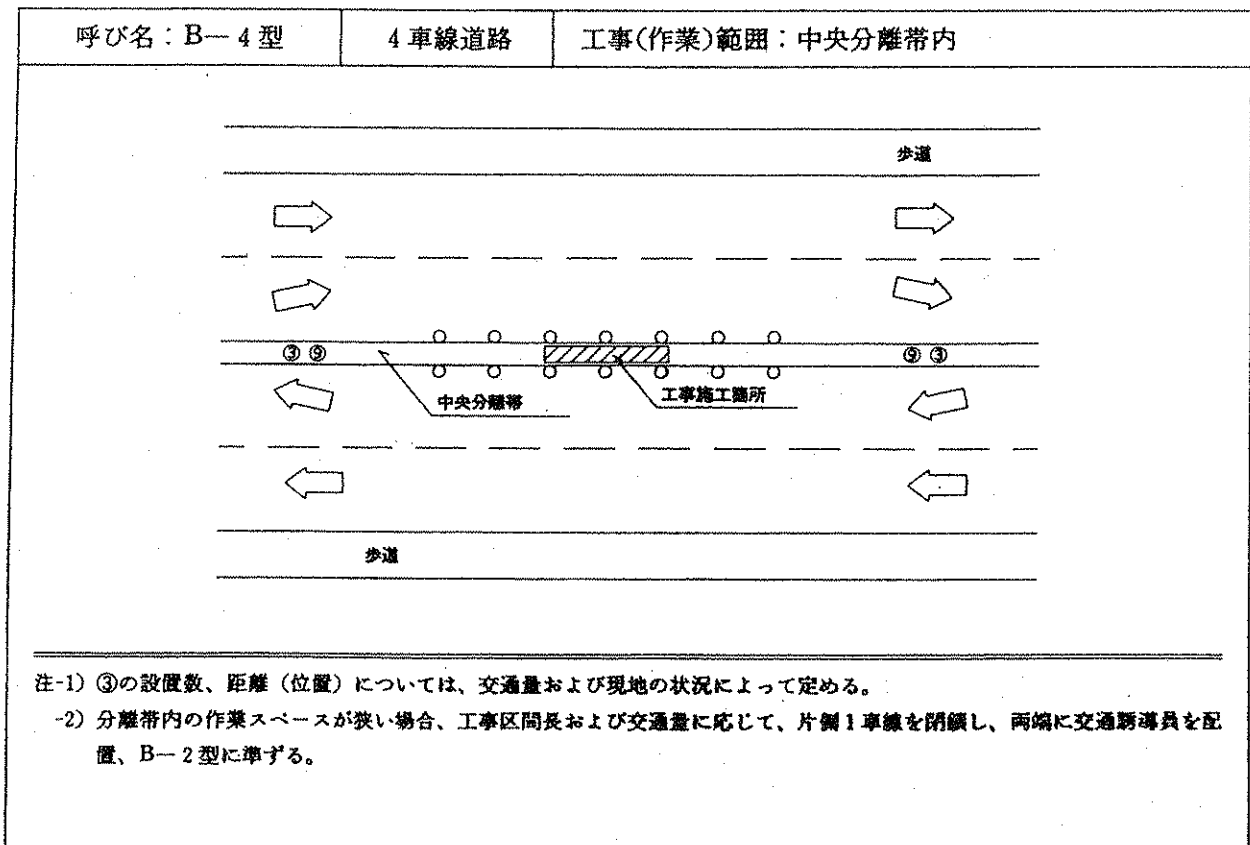 呼び名：B－4型 4車線道路 工事(作業)範囲：中央分離帯内
歩道
③ ⑨ ⑨ ③
中央分離帯 工事施工箇所
歩道
注-1) ③の設置数、距離（位置）については、交通量および現地の状況によって定める。
-2) 分離帯内の作業スペースが狭い場合、工事区間長および交通量に応じて、片側1車線を閉鎖し、両端に交通誘導員を配
置、B－2型に準ずる。